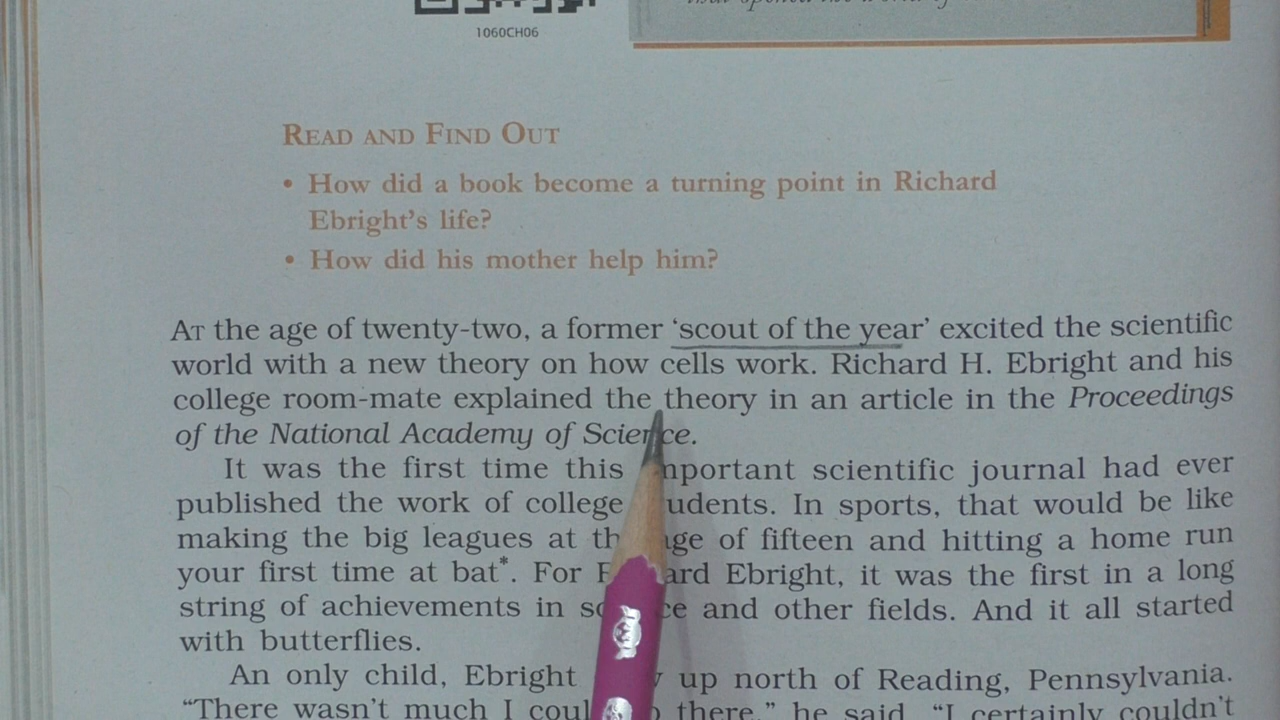 1060CH06
READ AND FIND OUT
• How did a book become a turning point in Richard
Ebright's life?
• How did his mother help him?
AT the age of twenty-two, a former 'scout of the year' excited the scientific
world with a new theory on how cells work. Richard H. Ebright and his
college room-mate explained the theory in an article in the Proceedings
of the National Academy of Science.
It was the first time this important scientific journal had ever
published the work of college students. In sports, that would be like
making the big leagues at the age of fifteen and hitting a home run
your first time at bat*. For Richard Ebright, it was the first in a long
string of achievements in science and other fields. And it all started
with butterflies.
An only child, Ebright up north of Reading, Pennsylvania.
"There wasn't much I could do there," he said. "I certainly couldn't